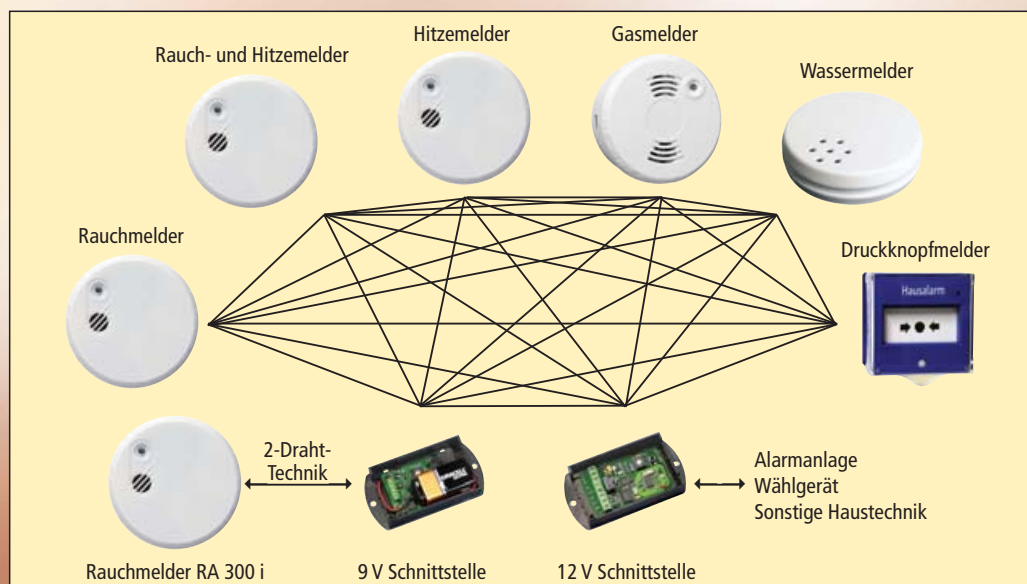 Hitzemelder
Gasmelder
Rauch- und Hitzemelder
Wassermelder
Rauchmelder
Druckknopfmelder
Hausalarm
2-Draht-
Technik
Alarmanlage
Wählgerät
Sonstige Haustechnik
Rauchmelder RA 300 i
9 V Schnittstelle
12 V Schnittstelle